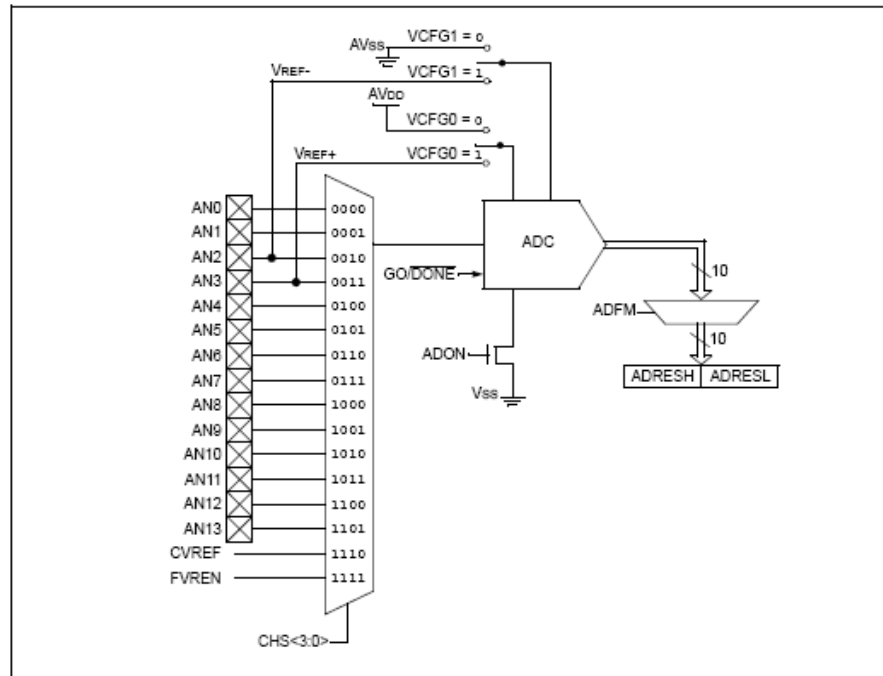 AVSS
VCFG1 = 0
VREF-
VCFG1 = 1
AVDD
VCFG0 = 0
VREF+
VCFG0 = 1
AN0 0000
AN1 0001
AN2 0010
AN3 0011
AN4 0100
AN5 0101
AN6 0110
AN7 0111
AN8 1000
AN9 1001
AN10 1010
AN11 1011
AN12 1100
AN13 1101
CVREF 1110
FVREN 1111
CHS<3:0>
ADC
GO/DONE
ADON
VSS
10
ADFM
10
ADRESH ADRESL